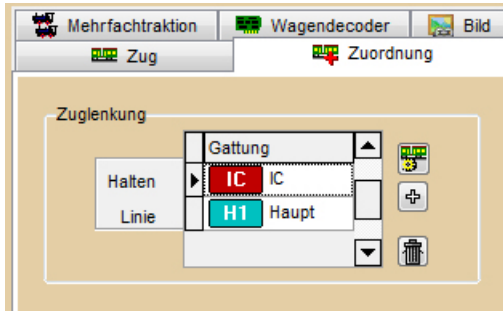 Mehrfachtraktion Wagendecoder Bild
Zug Zuordnung
Zuglenkung
Gattung
Halten IC IC
Linie H1 Haupt